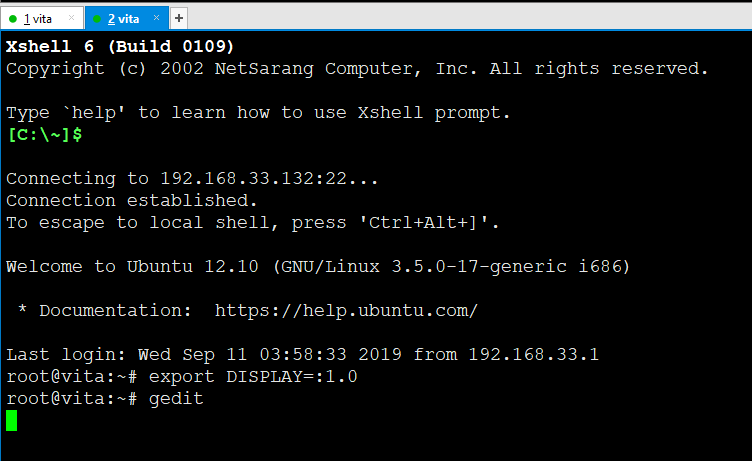 1 vita × 2 vita × +
Xshell 6 (Build 0109)
Copyright (c) 2002 NetSarang Computer, Inc. All rights reserved.
Type `help' to learn how to use Xshell prompt.
[C:\~]$
Connecting to 192.168.33.132:22...
Connection established.
To escape to local shell, press 'Ctrl+Alt+]'.
Welcome to Ubuntu 12.10 (GNU/Linux 3.5.0-17-generic i686)
* Documentation:  https://help.ubuntu.com/
Last login: Wed Sep 11 03:58:33 2019 from 192.168.33.1
root@vita:~# export DISPLAY=:1.0
root@vita:~# gedit